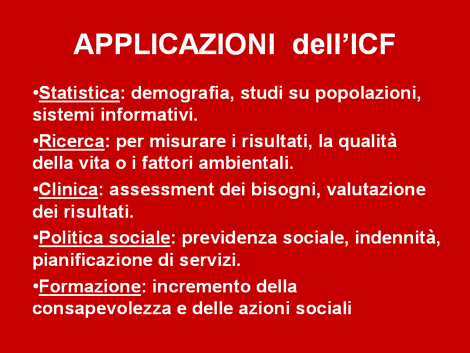 APPLICAZIONI dell'ICF
•Statistica: demografia, studi su popolazioni,
sistemi informativi.
•Ricerca: per misurare i risultati, la qualità
della vita o i fattori ambientali.
•Clinica: assessment dei bisogni, valutazione
dei risultati.
•Politica sociale: previdenza sociale, indennità,
pianificazione di servizi.
•Formazione: incremento della
consapevolezza e delle azioni sociali